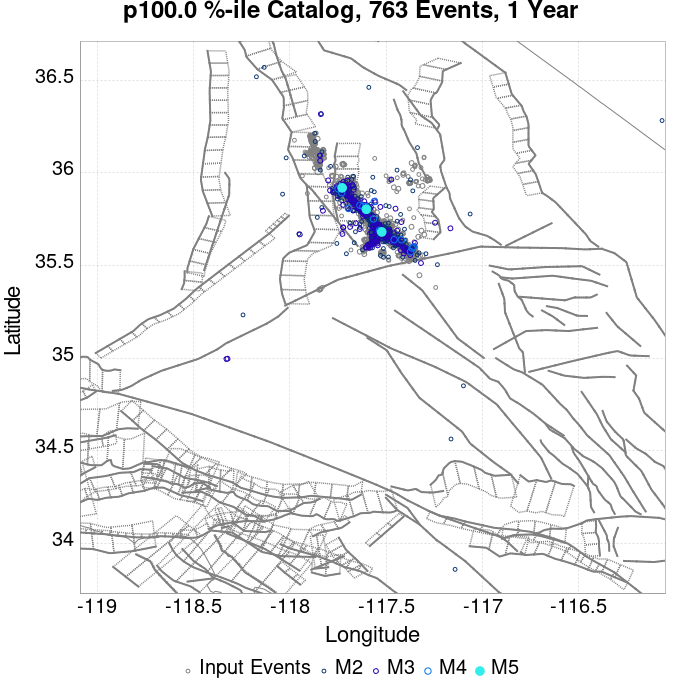 p100.0 %-ile Catalog, 763 Events, 1 Year
36.5
36
35.5
35
34.5
34
Latitude
-119 -118.5 -118 -117.5 -117 -116.5
Longitude
Input Events M2 M3 M4 M5